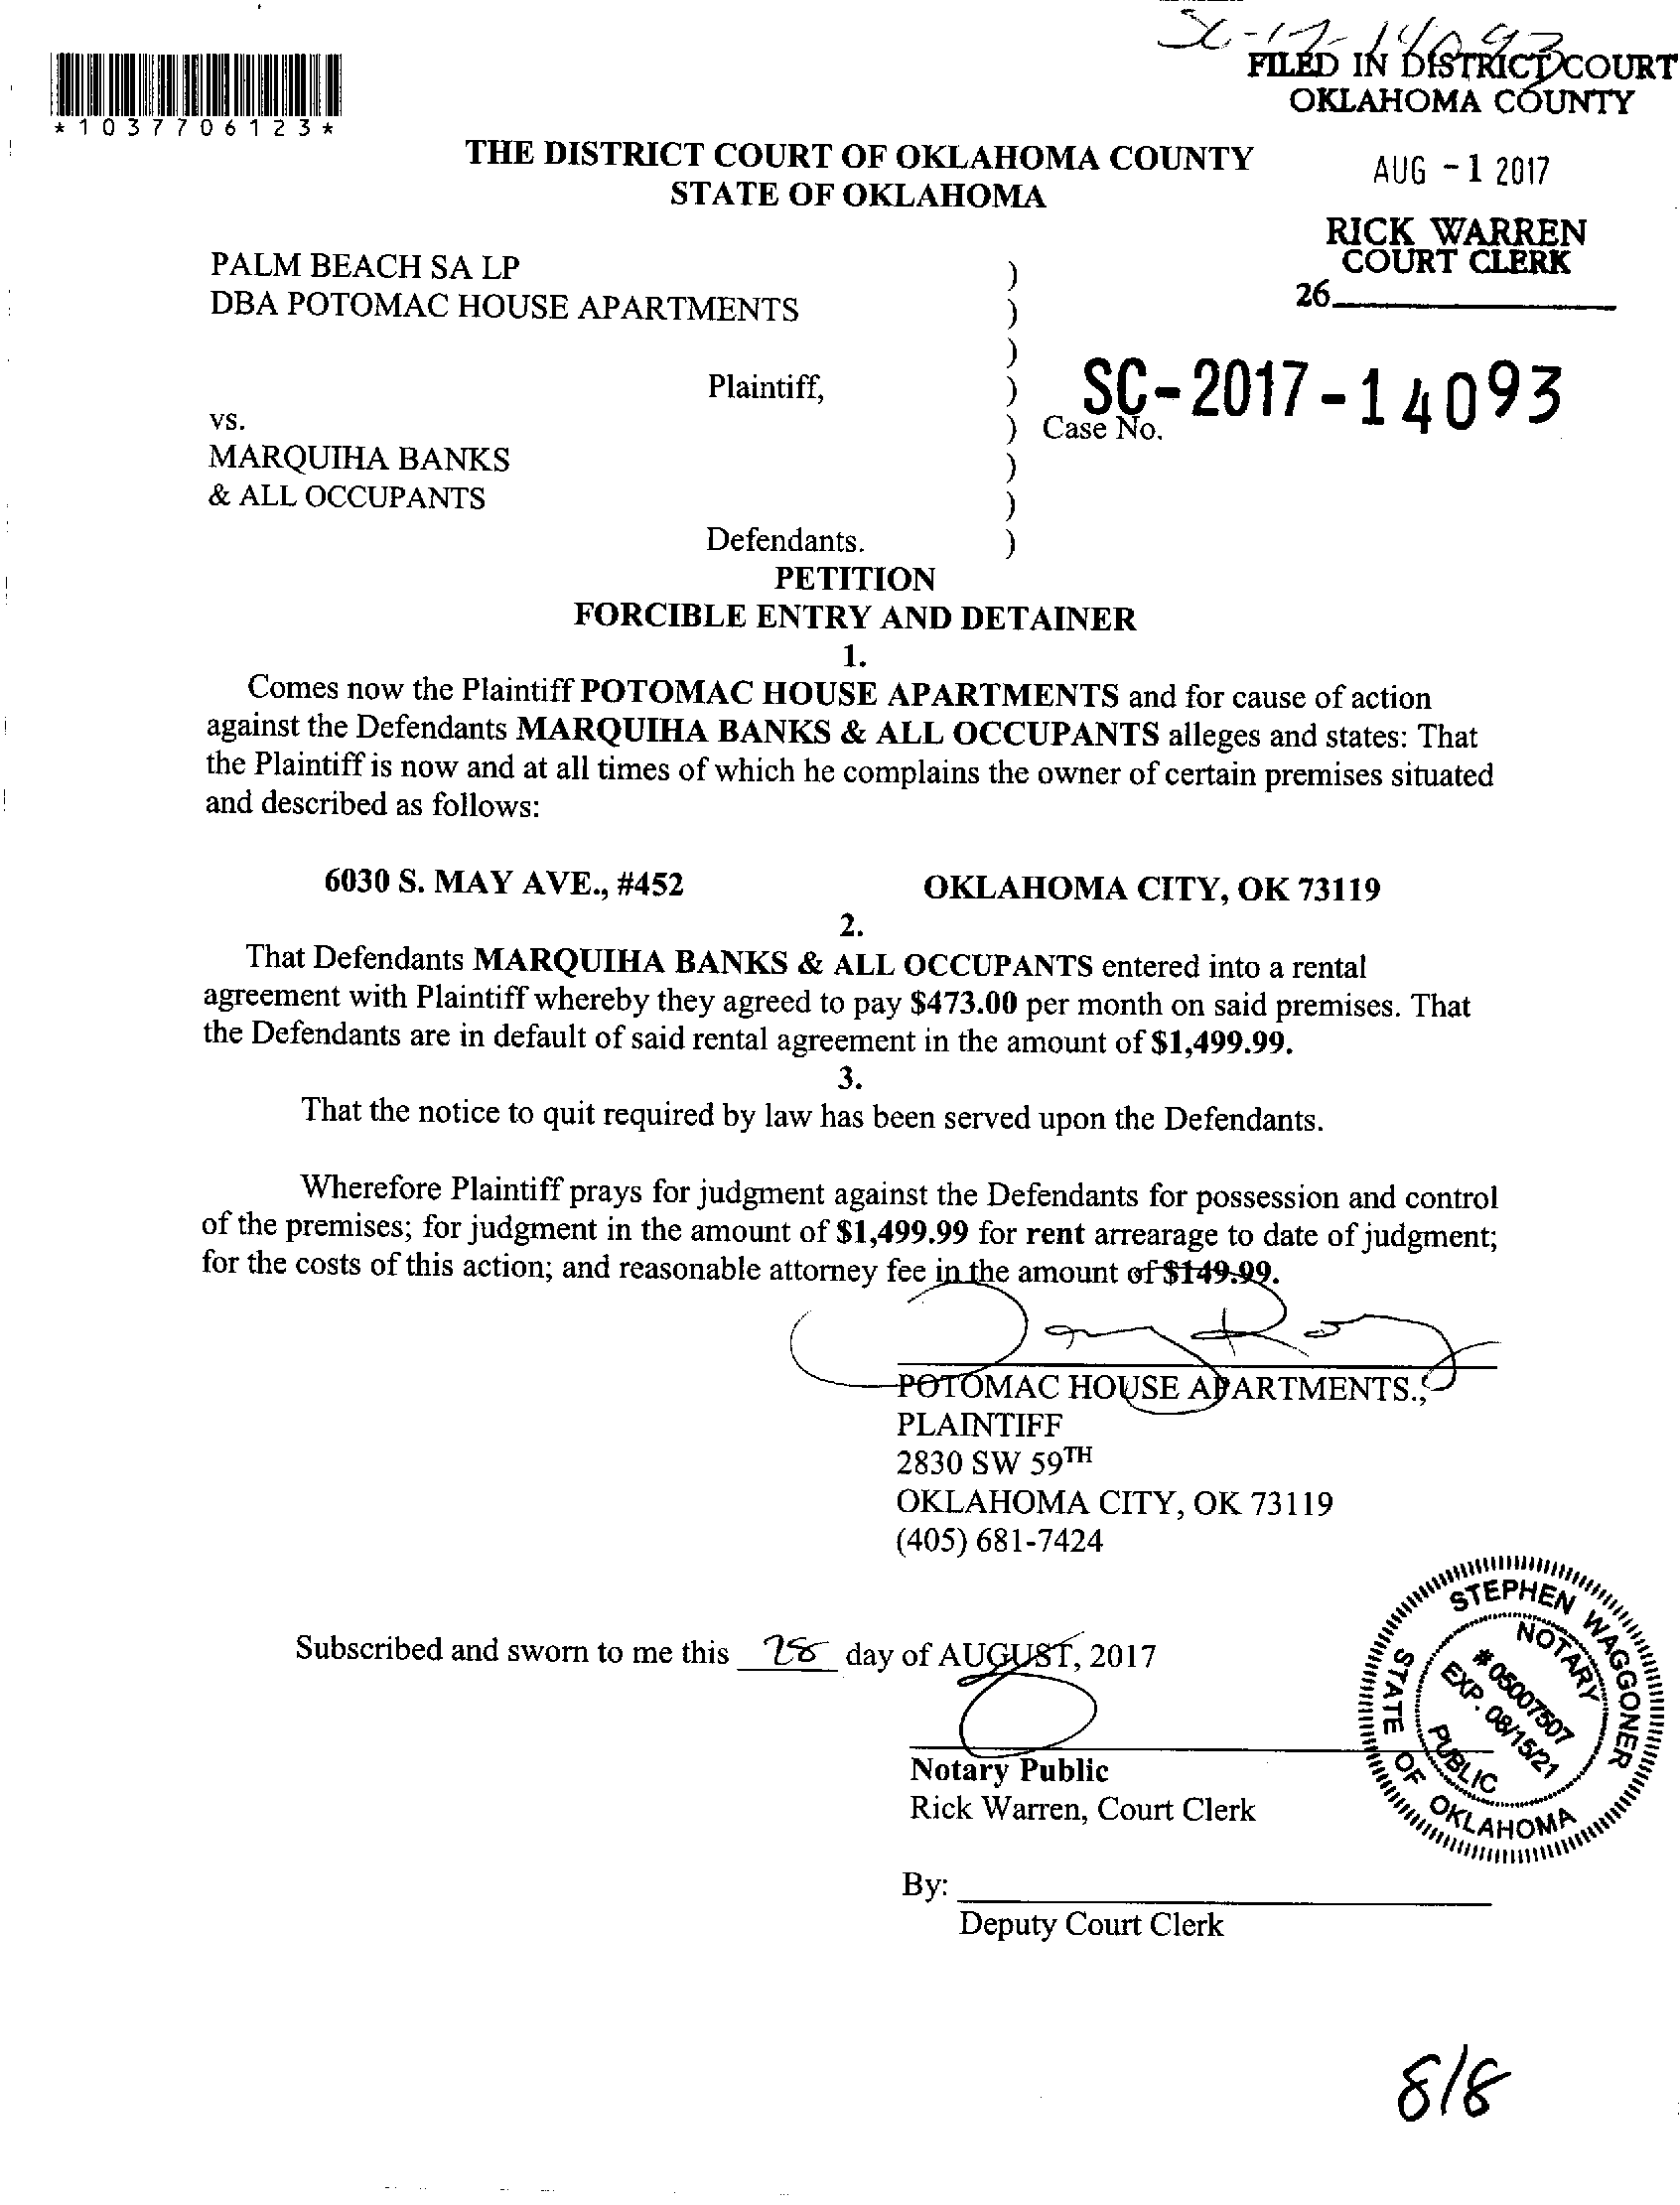 SC-17-14093
FILED IN DISTRICT COURT
OKLAHOMA COUNTY
*1037706123*
THE DISTRICT COURT OF OKLAHOMA COUNTY
STATE OF OKLAHOMA
AUG -1 2017
RICK WARREN
COURT CLERK
26
PALM BEACH SA LP )
DBA POTOMAC HOUSE APARTMENTS )
)
Plaintiff, ) SC-2017-14093
vs. ) Case No.
MARQUIHA BANKS )
& ALL OCCUPANTS )
Defendants. )
PETITION
FORCIBLE ENTRY AND DETAINER
1.
Comes now the Plaintiff POTOMAC HOUSE APARTMENTS and for cause of action
against the Defendants MARQUIHA BANKS & ALL OCCUPANTS alleges and states: That
the Plaintiff is now and at all times of which he complains the owner of certain premises situated
and described as follows:
6030 S. MAY AVE., #452 OKLAHOMA CITY, OK 73119
2.
That Defendants MARQUIHA BANKS & ALL OCCUPANTS entered into a rental
agreement with Plaintiff whereby they agreed to pay $473.00 per month on said premises. That
the Defendants are in default of said rental agreement in the amount of $1,499.99.
3.
That the notice to quit required by law has been served upon the Defendants.
Wherefore Plaintiff prays for judgment against the Defendants for possession and control
of the premises; for judgment in the amount of $1,499.99 for rent arrearage to date of judgment;
for the costs of this action; and reasonable attorney fee in the amount of $149.99.
POTOMAC HOUSE APARTMENTS.,
PLAINTIFF
2830 SW 59TH
OKLAHOMA CITY, OK 73119
(405) 681-7424
Subscribed and sworn to me this 28 day of AUGUST, 2017
Notary Public
Rick Warren, Court Clerk
By:
Deputy Court Clerk
STEPHEN WAGGONER
NOTARY
# 05007507
EXP. 08/15/21
PUBLIC
STATE OF OKLAHOMA
8/8